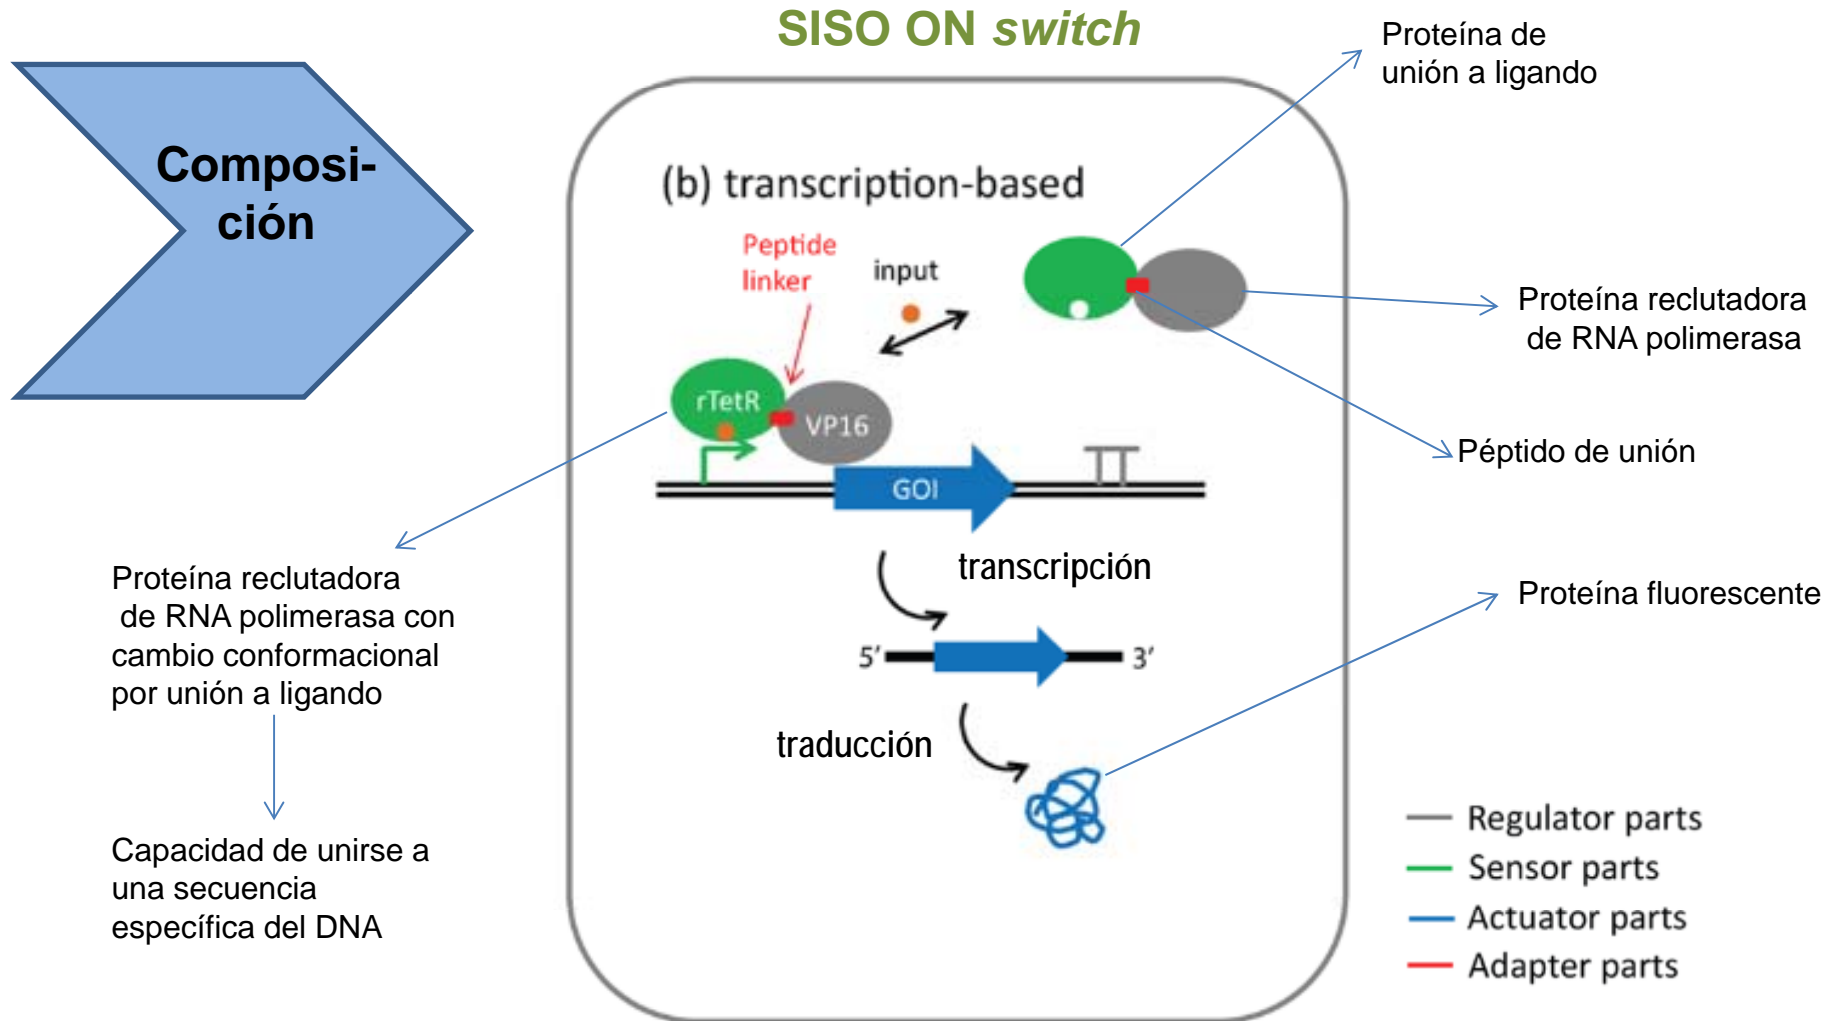 SISO ON switch
Composi-
ción
Proteína de
unión a ligando
(b) transcription-based
Peptide
linker
input
Proteína reclutadora
de RNA polimerasa
rTetR
VP16
Péptido de unión
GOI
Proteína reclutadora
de RNA polimerasa con
cambio conformacional
por unión a ligando
transcripción
Proteína fluorescente
5'
3'
traducción
Capacidad de unirse a
una secuencia
específica del DNA
Regulator parts
Sensor parts
Actuator parts
Adapter parts